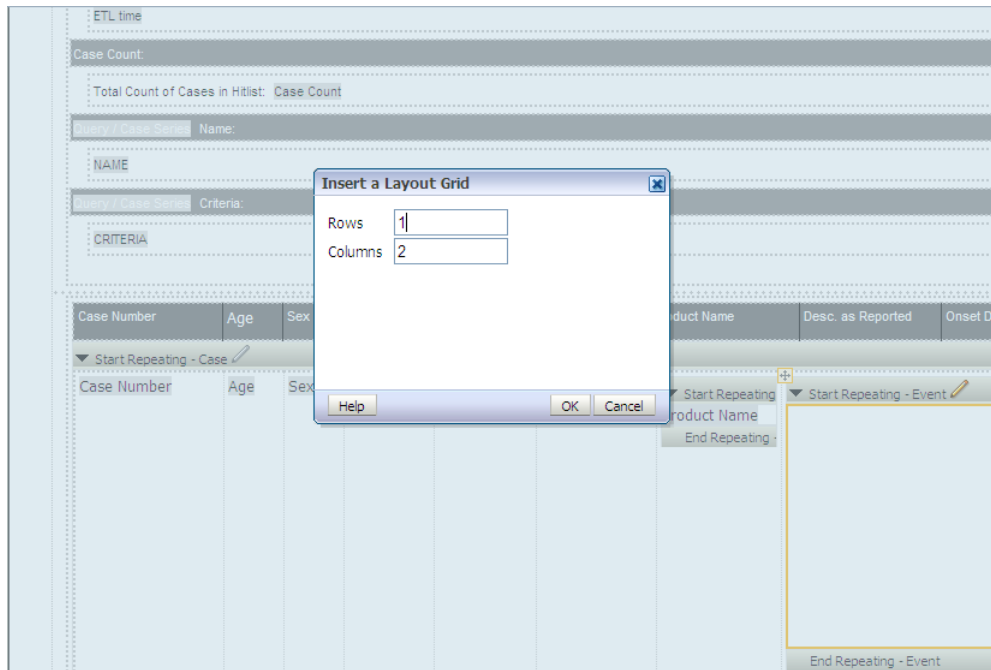 ETL time
Case Count:
Total Count of Cases in Hitlist: Case Count
Query / Case Series Name:
NAME
Query / Case Series Criteria:
CRITERIA
Insert a Layout Grid
Rows 1
Columns 2
Help OK Cancel
Case Number Age Sex duct Name Desc. as Reported Onset D
Start Repeating - Case
Case Number Age Sex
Start Repeating Start Repeating - Event
roduct Name
End Repeating -
End Repeating - Event